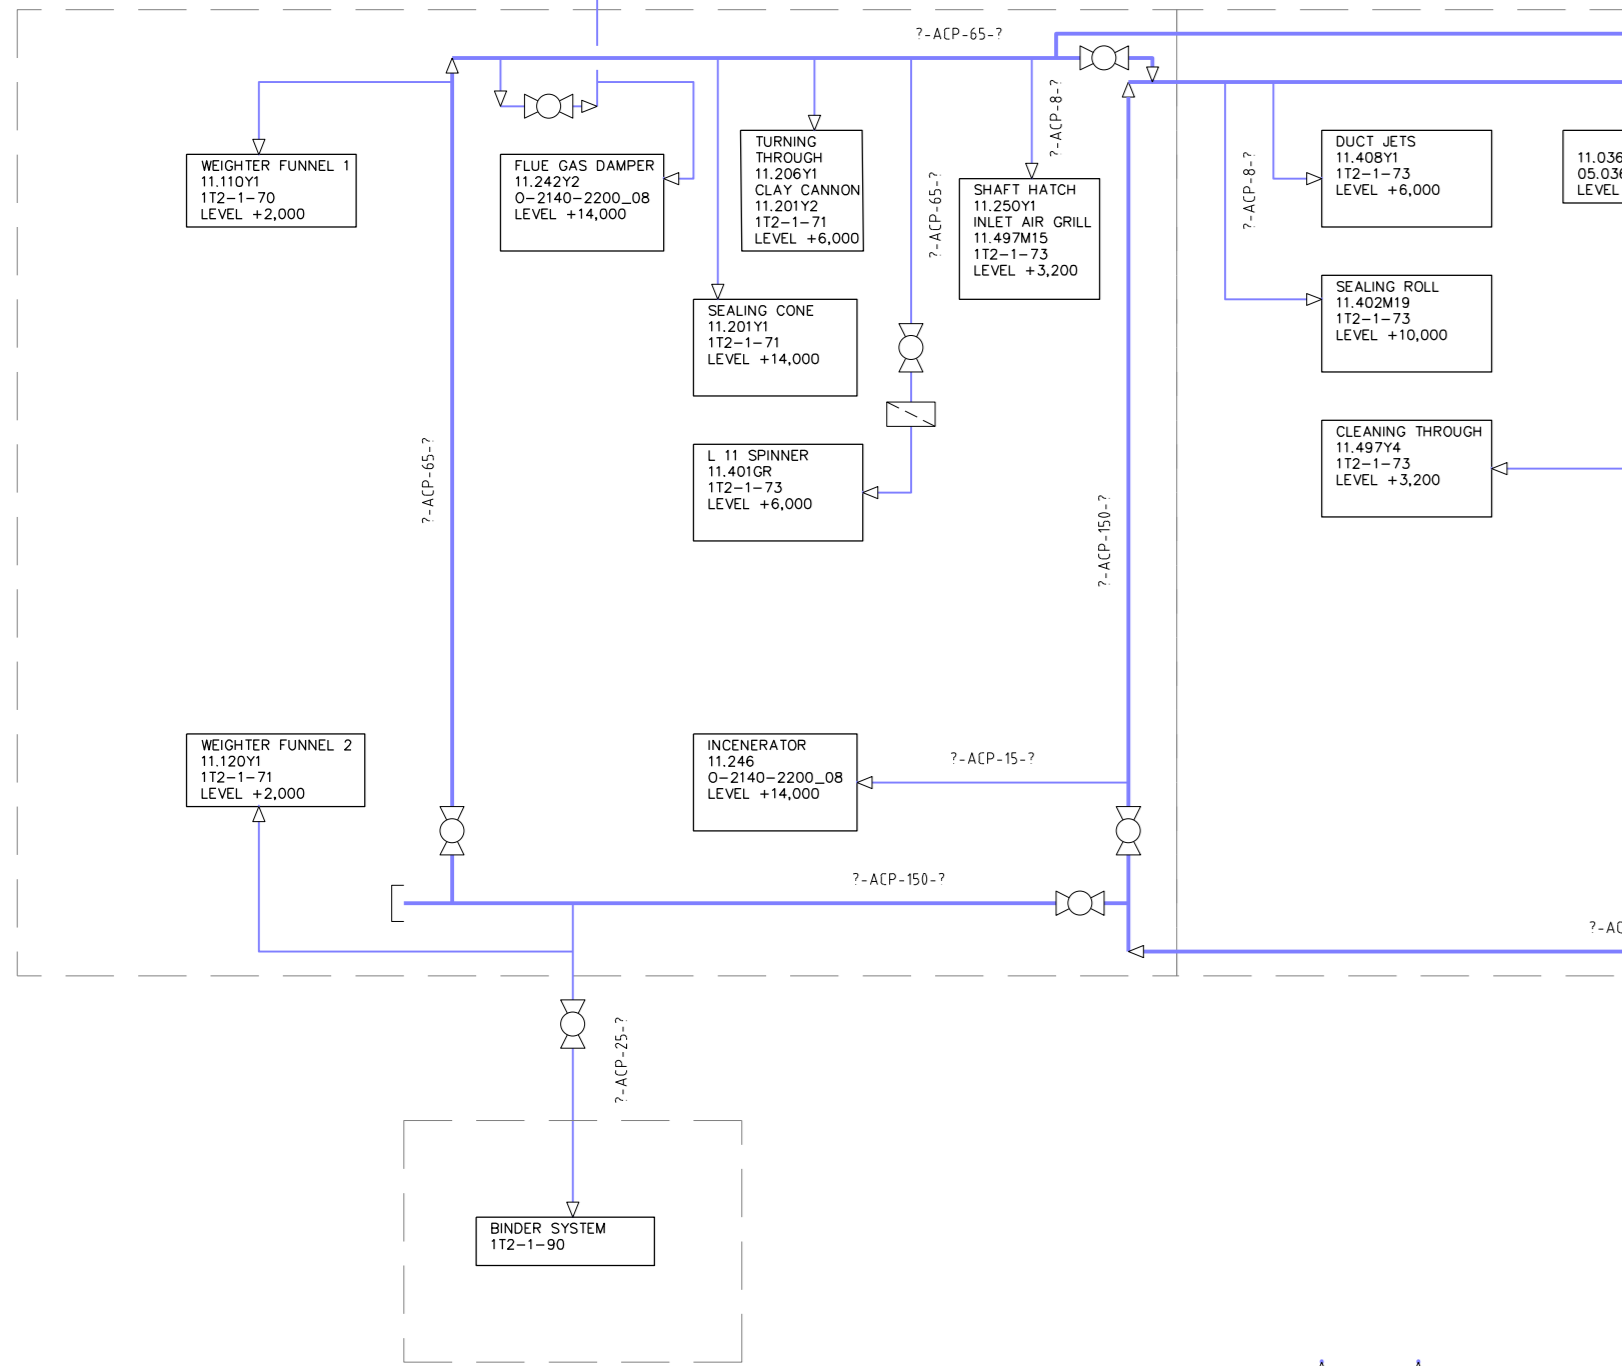 ?-ACP-65-?
WEIGHTER FUNNEL 1
11.110Y1
1T2-1-70
LEVEL +2,000
FLUE GAS DAMPER
11.242Y2
O-2140-2200_08
LEVEL +14,000
TURNING
THROUGH
11.206Y1
CLAY CANNON
11.201Y2
1T2-1-71
LEVEL +6,000
?-ACP-65-?
?-ACP-8-?
SHAFT HATCH
11.250Y1
INLET AIR GRILL
11.497M15
1T2-1-73
LEVEL +3,200
?-ACP-8-?
DUCT JETS
11.408Y1
1T2-1-73
LEVEL +6,000
11.036
05.036
LEVEL
SEALING CONE
11.201Y1
1T2-1-71
LEVEL +14,000
SEALING ROLL
11.402M19
1T2-1-73
LEVEL +10,000
?-ACP-65-?
L 11 SPINNER
11.401GR
1T2-1-73
LEVEL +6,000
?-ACP-150-?
CLEANING THROUGH
11.497Y4
1T2-1-73
LEVEL +3,200
WEIGHTER FUNNEL 2
11.120Y1
1T2-1-71
LEVEL +2,000
INCENERATOR
11.246
O-2140-2200_08
LEVEL +14,000
?-ACP-15-?
?-ACP-150-?
?-AC
?-ACP-25-?
BINDER SYSTEM
1T2-1-90